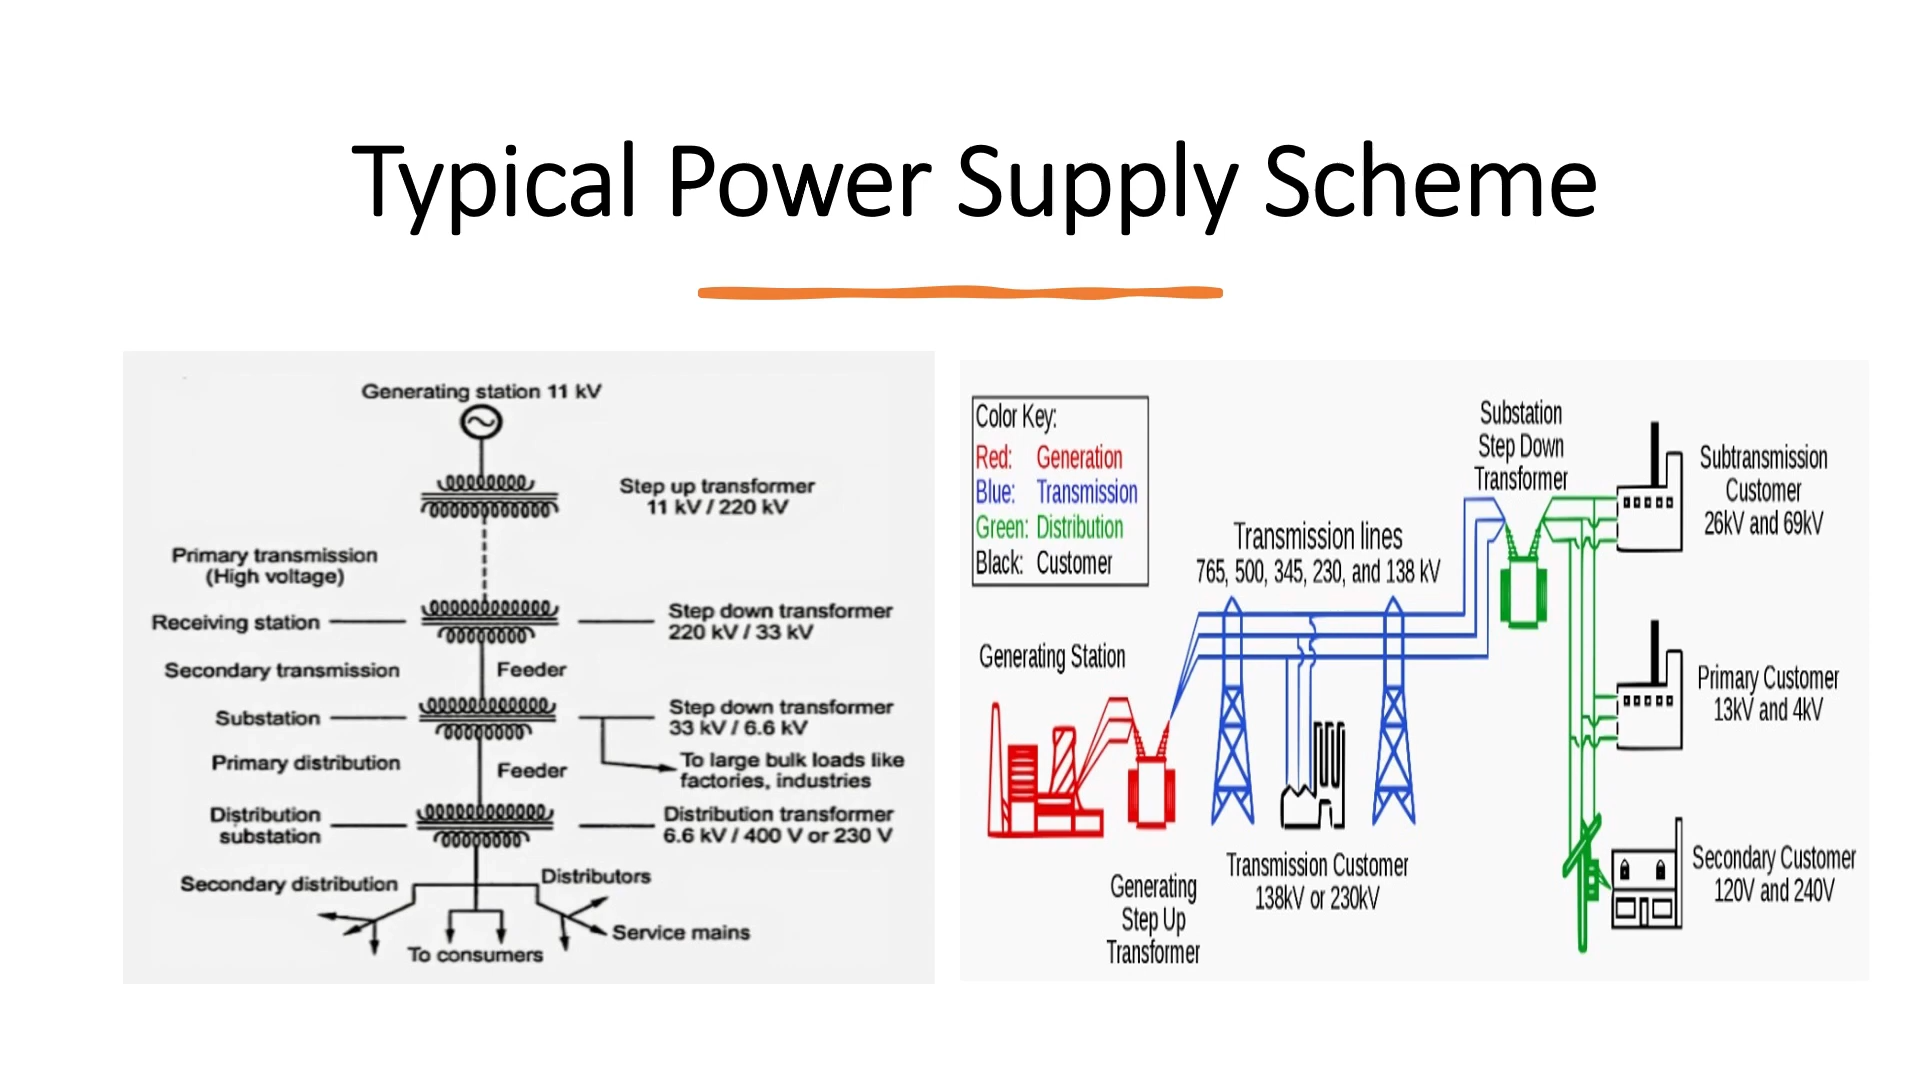 Typical Power Supply Scheme
Generating station 11 kV
Step up transformer
11 kV / 220 kV
Primary transmission
(High voltage)
Receiving station
Step down transformer
220 kV / 33 kV
Secondary transmission
Feeder
Substation
Step down transformer
33 kV / 6.6 kV
To large bulk loads like
factories, industries
Primary distribution
Feeder
Distribution
substation
Distribution transformer
6.6 kV / 400 V or 230 V
Secondary distribution
Distributors
Service mains
To consumers
Color Key:
Red: Generation
Blue: Transmission
Green: Distribution
Black: Customer
Generating Station
Generating
Step Up
Transformer
Transmission lines
765, 500, 345, 230, and 138 kV
Transmission Customer
138kV or 230kV
Substation
Step Down
Transformer
Subtransmission
Customer
26kV and 69kV
Primary Customer
13kV and 4kV
Secondary Customer
120V and 240V